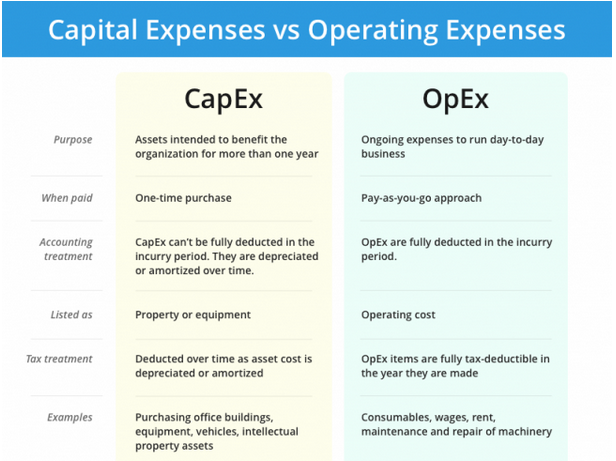 Capital Expenses vs Operating Expenses
CapEx
OpEx
Purpose
Assets intended to benefit the
organization for more than one year
Ongoing expenses to run day-to-day
business
When paid
One-time purchase
Pay-as-you-go approach
Accounting
treatment
CapEx can't be fully deducted in the
incurry period. They are depreciated
or amortized over time.
OpEx are fully deducted in the incurry
period.
Listed as
Property or equipment
Operating cost
Tax treatment
Deducted over time as asset cost is
depreciated or amortized
OpEx items are fully tax-deductible in
the year they are made
Examples
Purchasing office buildings,
equipment, vehicles, intellectual
property assets
Consumables, wages, rent,
maintenance and repair of machinery